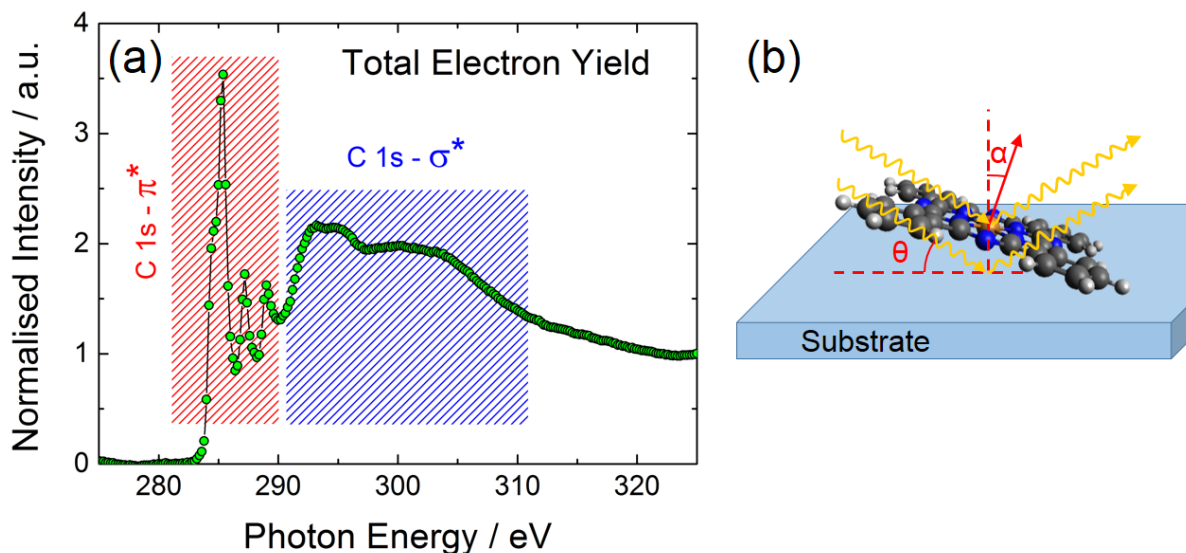 (a)
Total Electron Yield
C 1s - π*
C 1s - σ*
Normalised Intensity / a.u.
4
3
2
1
0
280
290
300
310
320
Photon Energy / eV
(b)
α
θ
Substrate